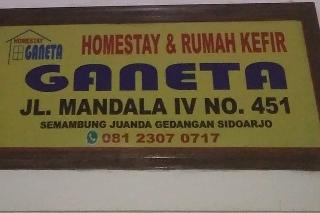 HOMESTAY
GANETA
HOMESTAY & RUMAH KEFIR
GANETA
JL. MANDALA IV NO. 451
SEMAMBUNG JUANDA GEDANGAN SIDOARJO
081 2307 0717